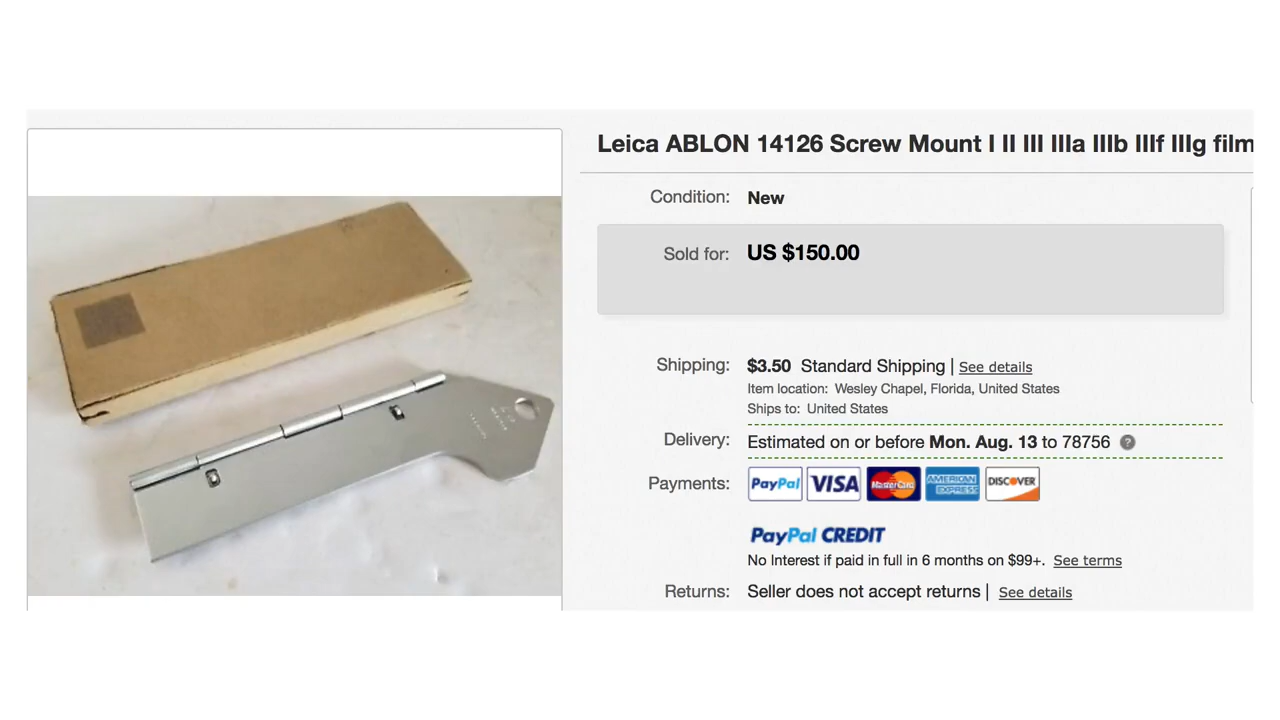 Leica ABLON 14126 Screw Mount I II III IIIa IIIb IIIf IIIg film
Condition: New
Sold for: US $150.00
Shipping: $3.50 Standard Shipping | See details
Item location: Wesley Chapel, Florida, United States
Ships to: United States
Delivery: Estimated on or before Mon. Aug. 13 to 78756 ?
Payments: PayPal VISA MasterCard AMERICAN EXPRESS DISCOVER
PayPal CREDIT
No Interest if paid in full in 6 months on $99+. See terms
Returns: Seller does not accept returns | See details